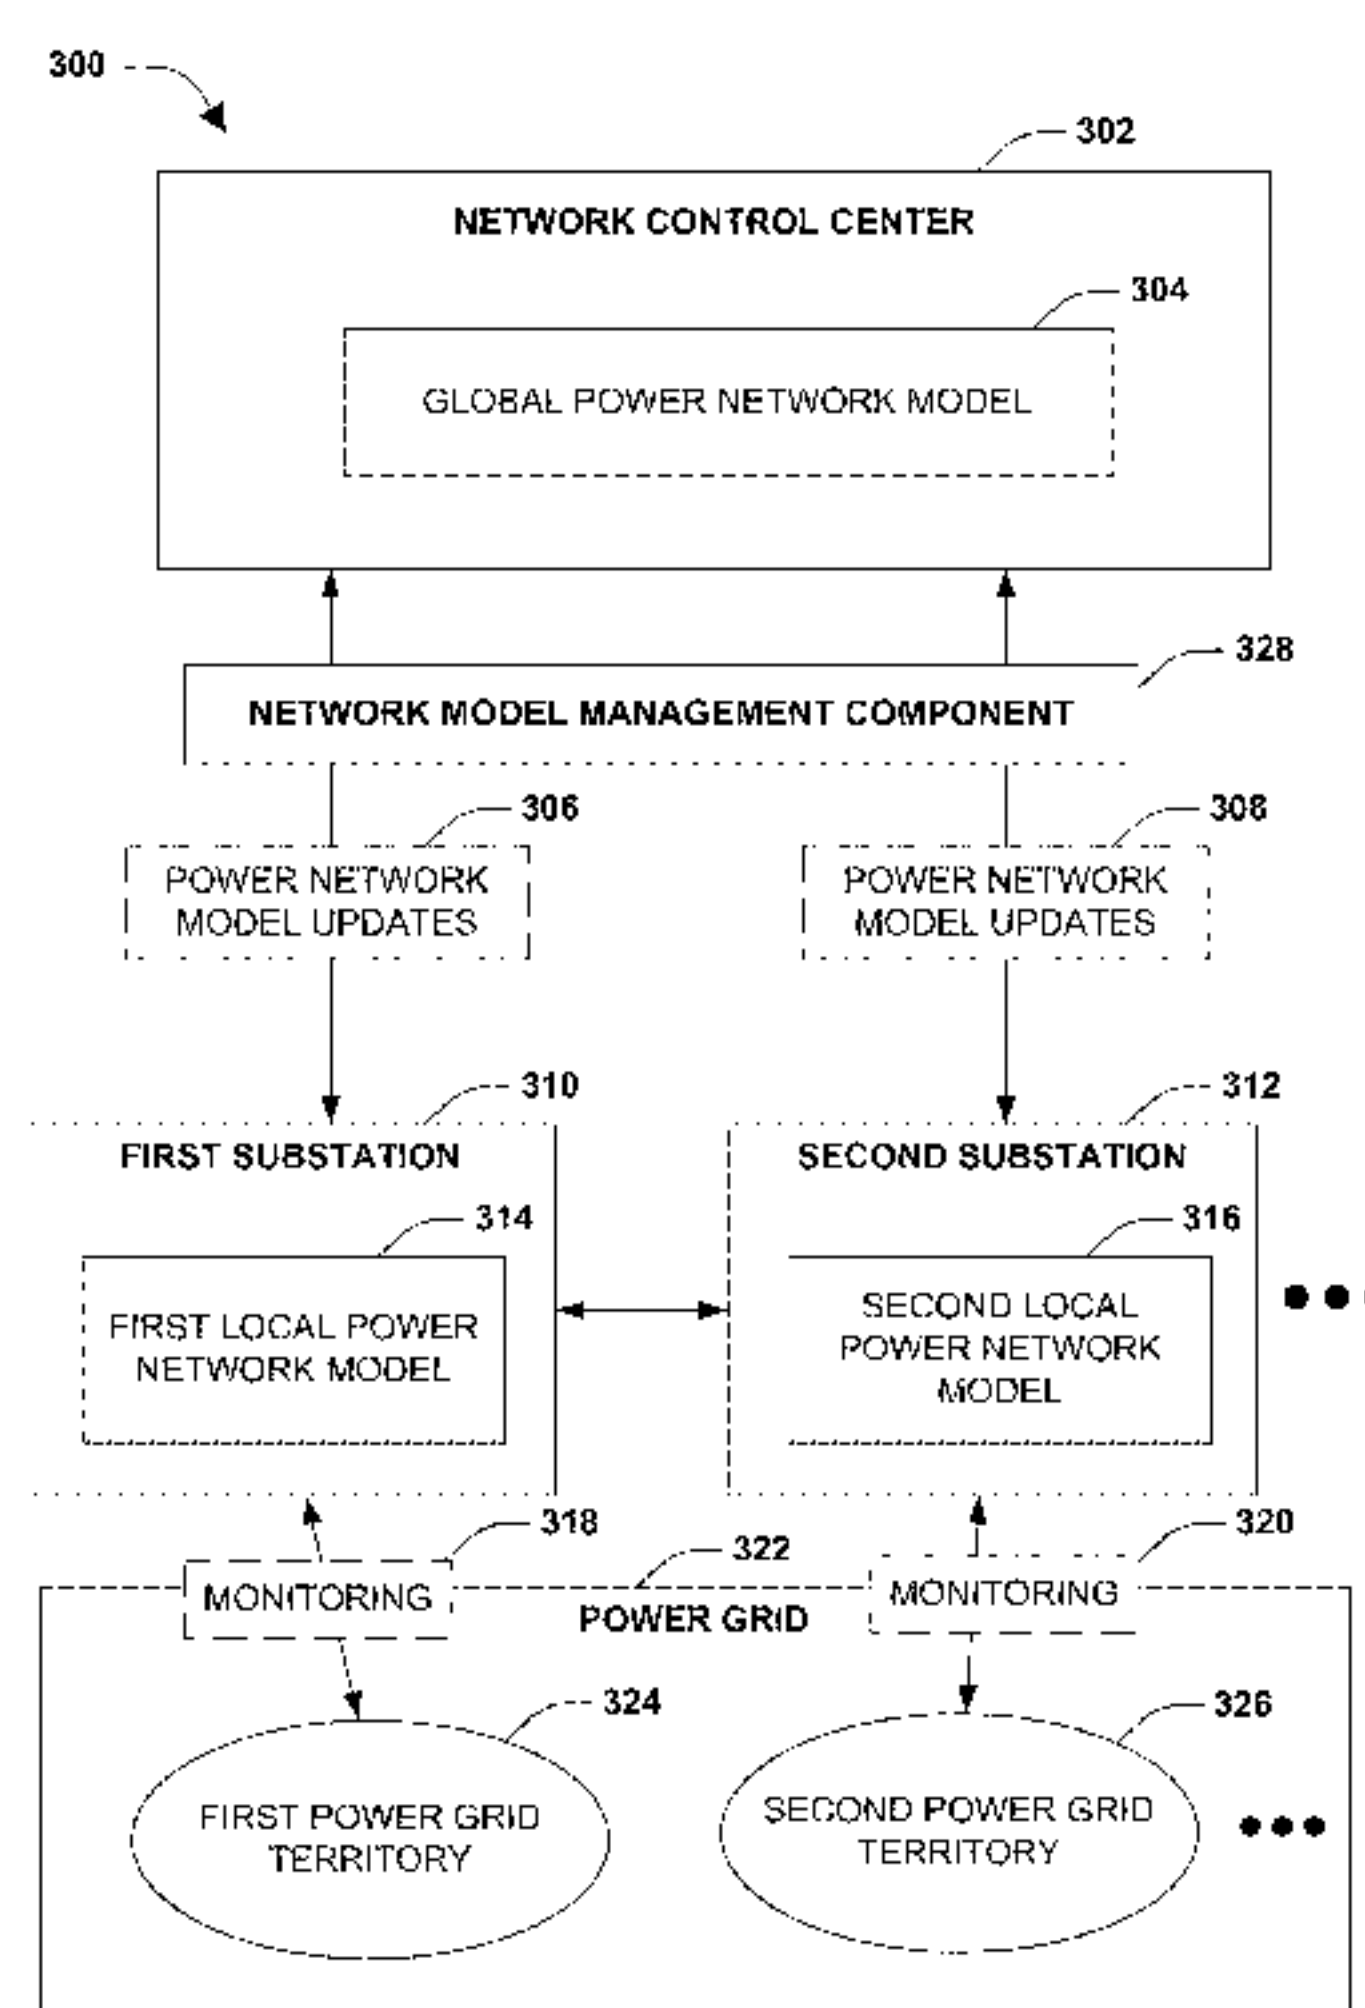 300
302
NETWORK CONTROL CENTER
304
GLOBAL POWER NETWORK MODEL
328
NETWORK MODEL MANAGEMENT COMPONENT
306
308
POWER NETWORK
MODEL UPDATES
POWER NETWORK
MODEL UPDATES
310
312
FIRST SUBSTATION
SECOND SUBSTATION
314
316
FIRST LOCAL POWER
NETWORK MODEL
SECOND LOCAL
POWER NETWORK
MODEL
318
320
322
MONITORING
MONITORING
POWER GRID
324
326
FIRST POWER GRID
TERRITORY
SECOND POWER GRID
TERRITORY